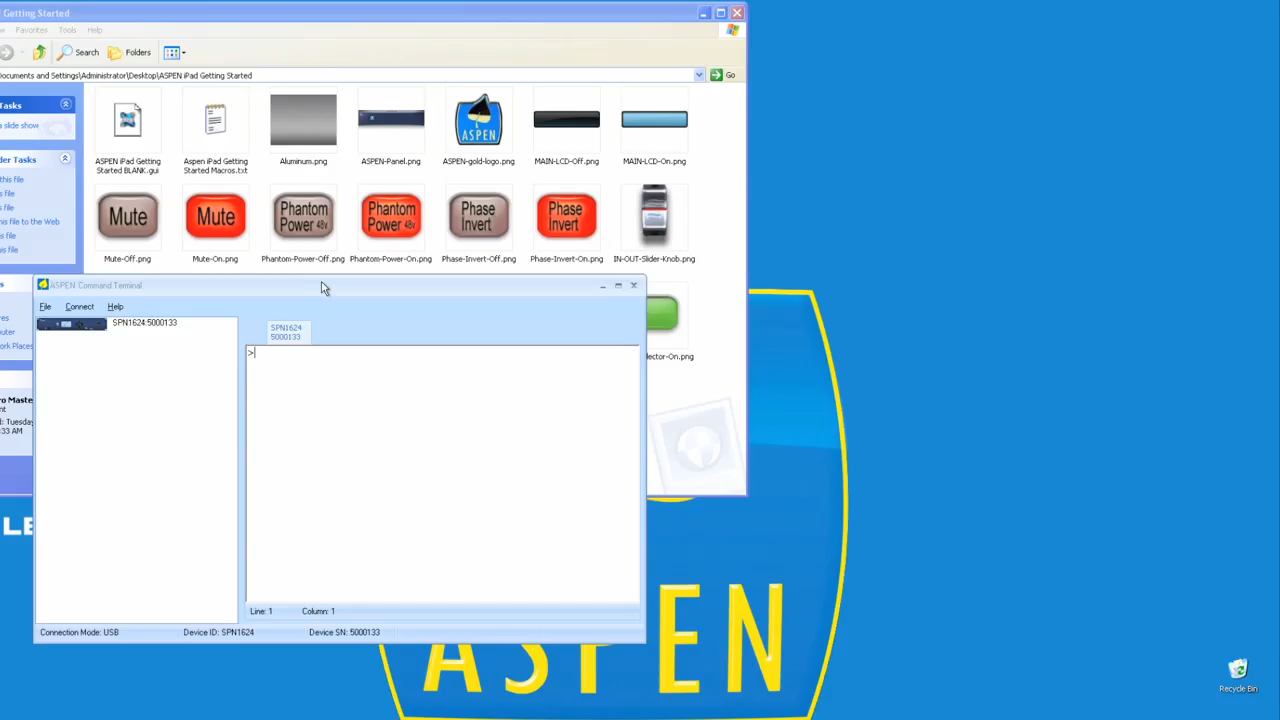 Getting Started
Favorites Tools Help
Search Folders
ocuments and Settings\Administrator\Desktop\ASPEN iPad Getting Started Go
Tasks
a slide show
der Tasks
this file
s file
s file
this file to the Web
s file
is file
ASPEN iPad Getting Started BLANK.gui
Aspen iPad Getting Started Macros.txt
Aluminum.png
ASPEN-Panel.png
ASPEN
ASPEN-gold-logo.png
MAIN-LCD-Off.png
MAIN-LCD-On.png
Mute
Mute
Phantom Power 48v
Phantom Power 48v
Phase Invert
Phase Invert
Mute-Off.png
Mute-On.png
Phantom-Power-Off.png
Phantom-Power-On.png
Phase-Invert-Off.png
Phase-Invert-On.png
IN-OUT-Slider-Knob.png
lector-On.png
ork Places
ro Maste
d: Tuesday
:33 AM
ASPEN Command Terminal
File Connect Help
SPN1624:5000133
SPN1624
5000133
>
Line: 1 Column: 1
Connection Mode: USB Device ID: SPN1624 Device SN: 5000133
LE
ASPEN
Recycle Bin